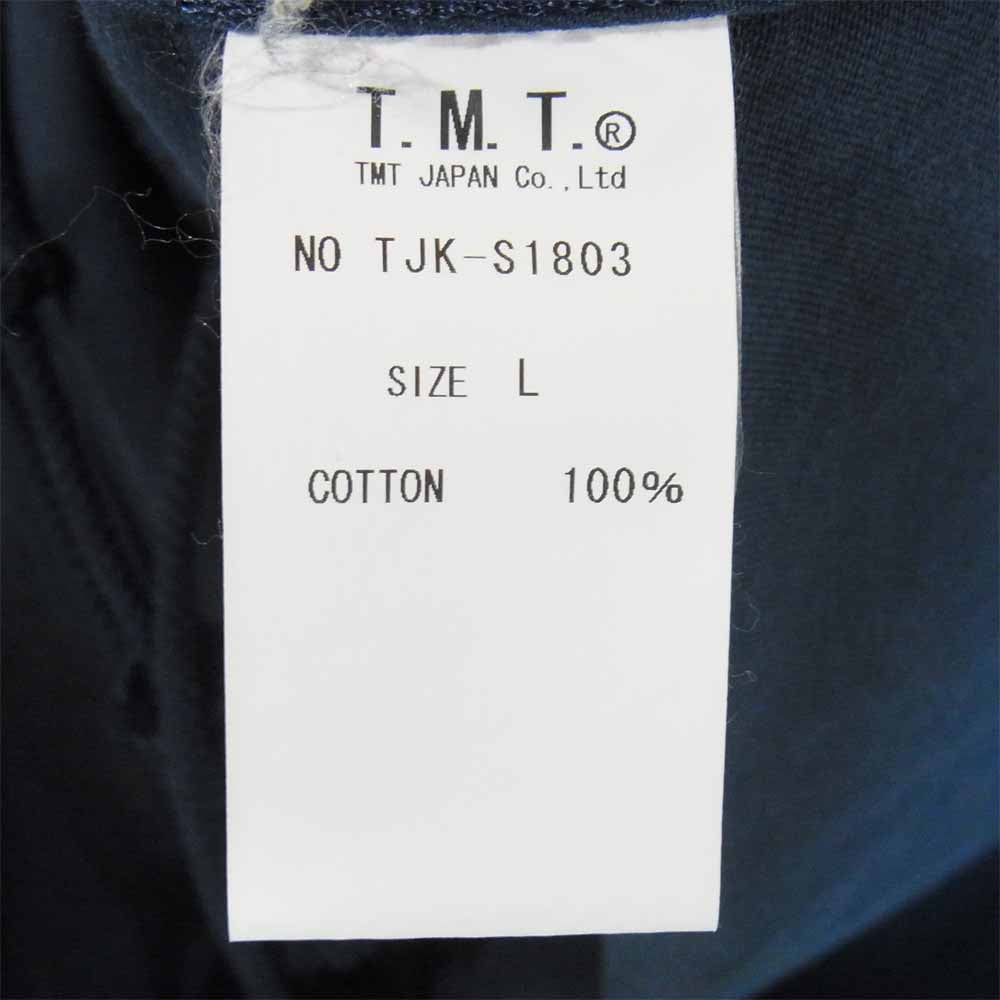 T.M.T.®
TMT JAPAN Co.,Ltd
NO TJK-S1803
SIZE L
COTTON 100%